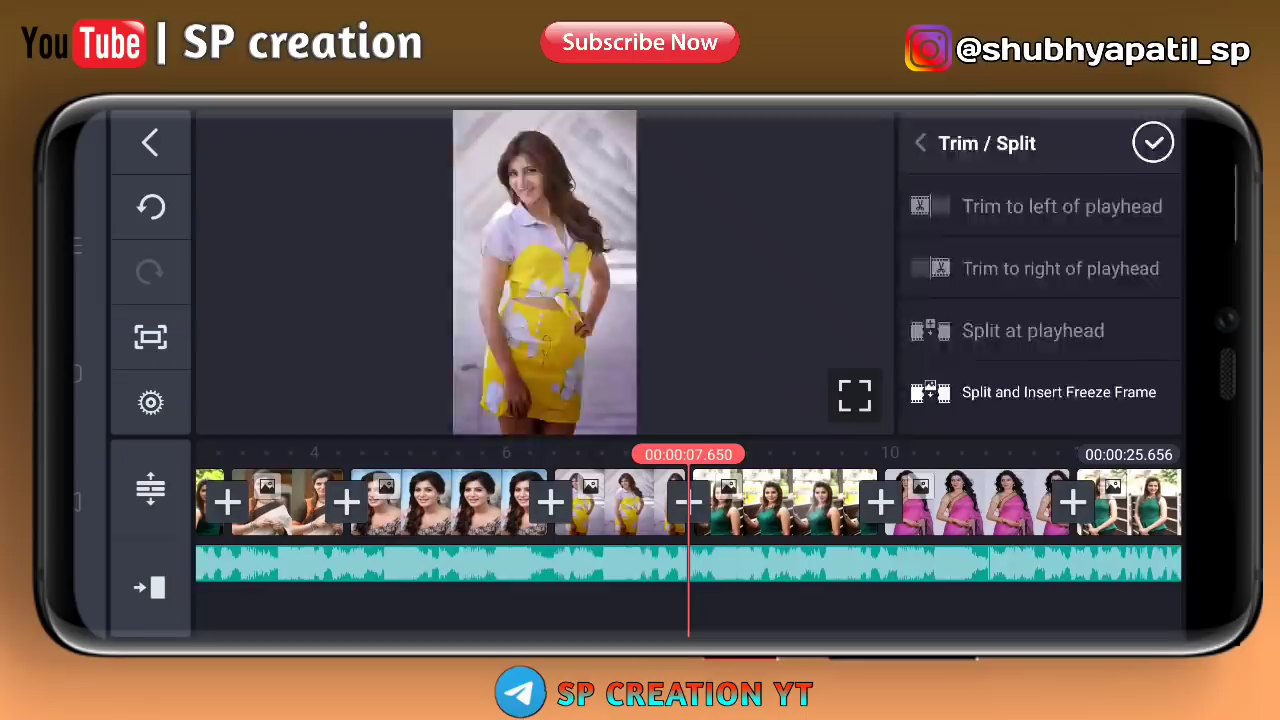 YouTube | SP creation
Subscribe Now
@shubhyapatil_sp
Trim / Split
Trim to left of playhead
Trim to right of playhead
Split at playhead
Split and Insert Freeze Frame
4
6
00:00:07.650
10
00:00:25.656
SP CREATION YT